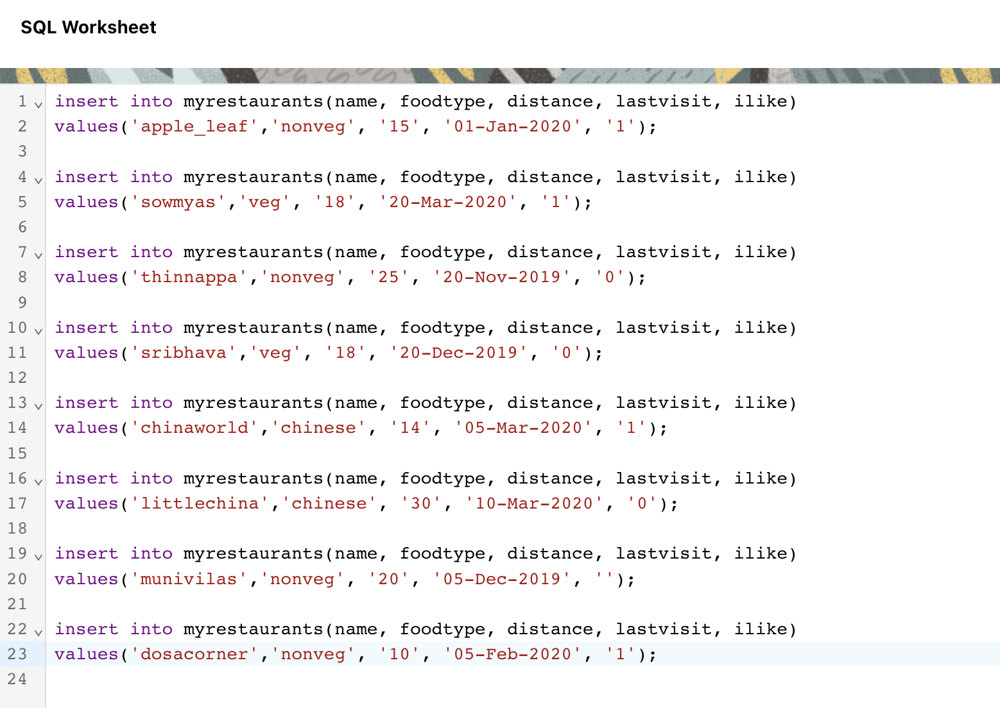 SQL Worksheet
1 insert into myrestaurants(name, foodtype, distance, lastvisit, ilike)
2 values('apple_leaf','nonveg', '15', '01-Jan-2020', '1');
3
4 insert into myrestaurants(name, foodtype, distance, lastvisit, ilike)
5 values('sowmyas','veg', '18', '20-Mar-2020', '1');
6
7 insert into myrestaurants(name, foodtype, distance, lastvisit, ilike)
8 values('thinnappa','nonveg', '25', '20-Nov-2019', '0');
9
10 insert into myrestaurants(name, foodtype, distance, lastvisit, ilike)
11 values('sribhava','veg', '18', '20-Dec-2019', '0');
12
13 insert into myrestaurants(name, foodtype, distance, lastvisit, ilike)
14 values('chinaworld','chinese', '14', '05-Mar-2020', '1');
15
16 insert into myrestaurants(name, foodtype, distance, lastvisit, ilike)
17 values('littlechina','chinese', '30', '10-Mar-2020', '0');
18
19 insert into myrestaurants(name, foodtype, distance, lastvisit, ilike)
20 values('munivilas','nonveg', '20', '05-Dec-2019', '');
21
22 insert into myrestaurants(name, foodtype, distance, lastvisit, ilike)
23 values('dosacorner','nonveg', '10', '05-Feb-2020', '1');
24